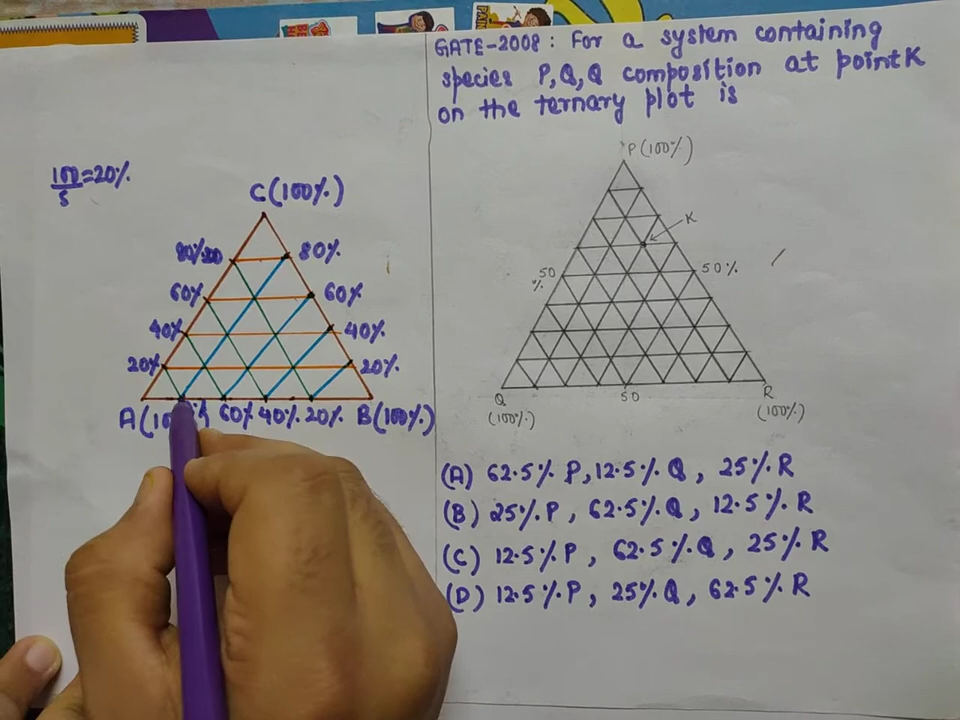 GATE-2008: For a system containing
species P,Q,Q composition at point K
on the ternary plot is
100/5=20%
C(100%)
80%
60%
60%
40%
40%
20%
20%
60% 40% 20% B(100%)
P(100%)
K
50
%
50%
Q
(100%)
50
R
(100%)
(A) 62.5% P, 12.5% Q, 25% R
(B) 25% P, 62.5% Q, 12.5% R
(C) 12.5% P, 62.5% Q, 25% R
(D) 12.5% P, 25% Q, 62.5% R